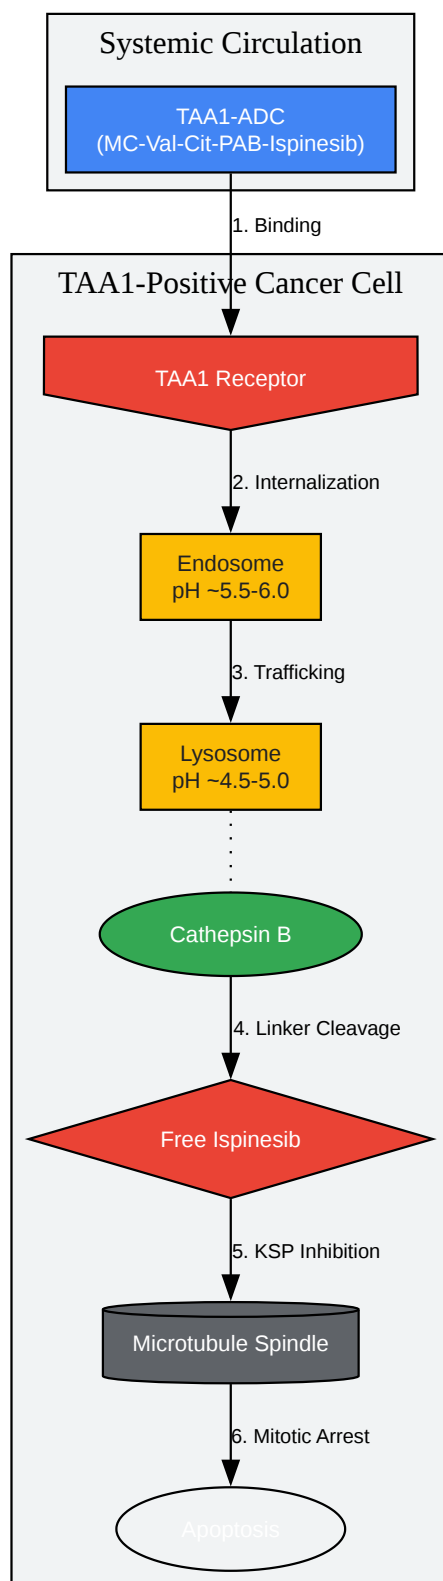 Systemic Circulation
TAA1-ADC
(MC-Val-Cit-PAB-Ispinesib)
1. Binding
TAA1-Positive Cancer Cell
TAA1 Receptor
2. Internalization
Endosome
pH ~5.5-6.0
3. Trafficking
Lysosome
pH ~4.5-5.0
Cathepsin B
4. Linker Cleavage
Free Ispinesib
5. KSP Inhibition
Microtubule Spindle
6. Mitotic Arrest
Apoptosis